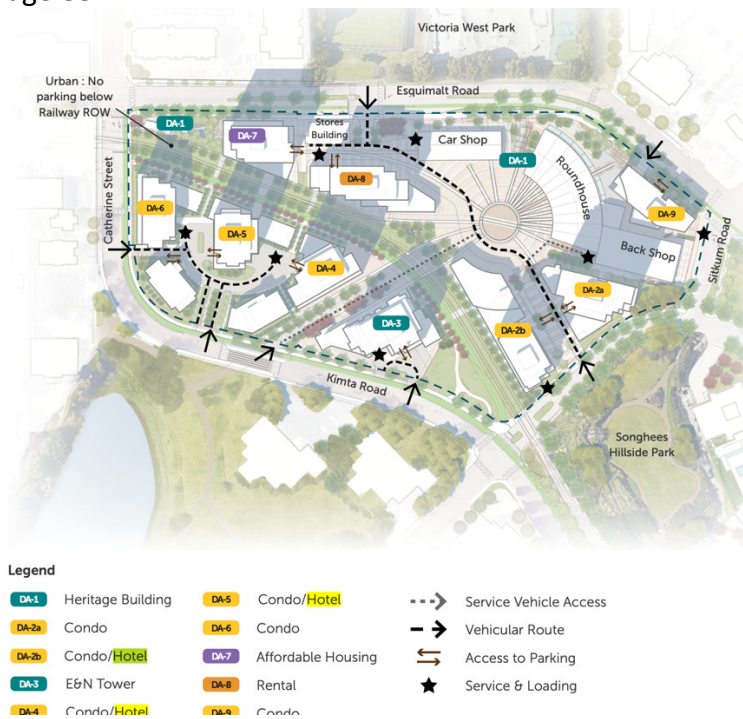 Victoria West Park
Urban : No
parking below
Railway ROW
Esquimalt Road
DA-1
DA-7
Stores
Building
Car Shop
DA-1
Roundhouse
DA-8
Catherine Street
DA-6
DA-5
DA-9
Back Shop
Sitkum Road
DA-4
DA-2a
DA-3
DA-2b
Kimta Road
Songhees
Hillside Park
Legend
DA-1 Heritage Building
DA-2a Condo
DA-2b Condo/Hotel
DA-3 E&N Tower
DA-4 Condo/Hotel
DA-5 Condo/Hotel
DA-6 Condo
DA-7 Affordable Housing
DA-8 Rental
DA-9 Condo
Service Vehicle Access
Vehicular Route
Access to Parking
Service & Loading